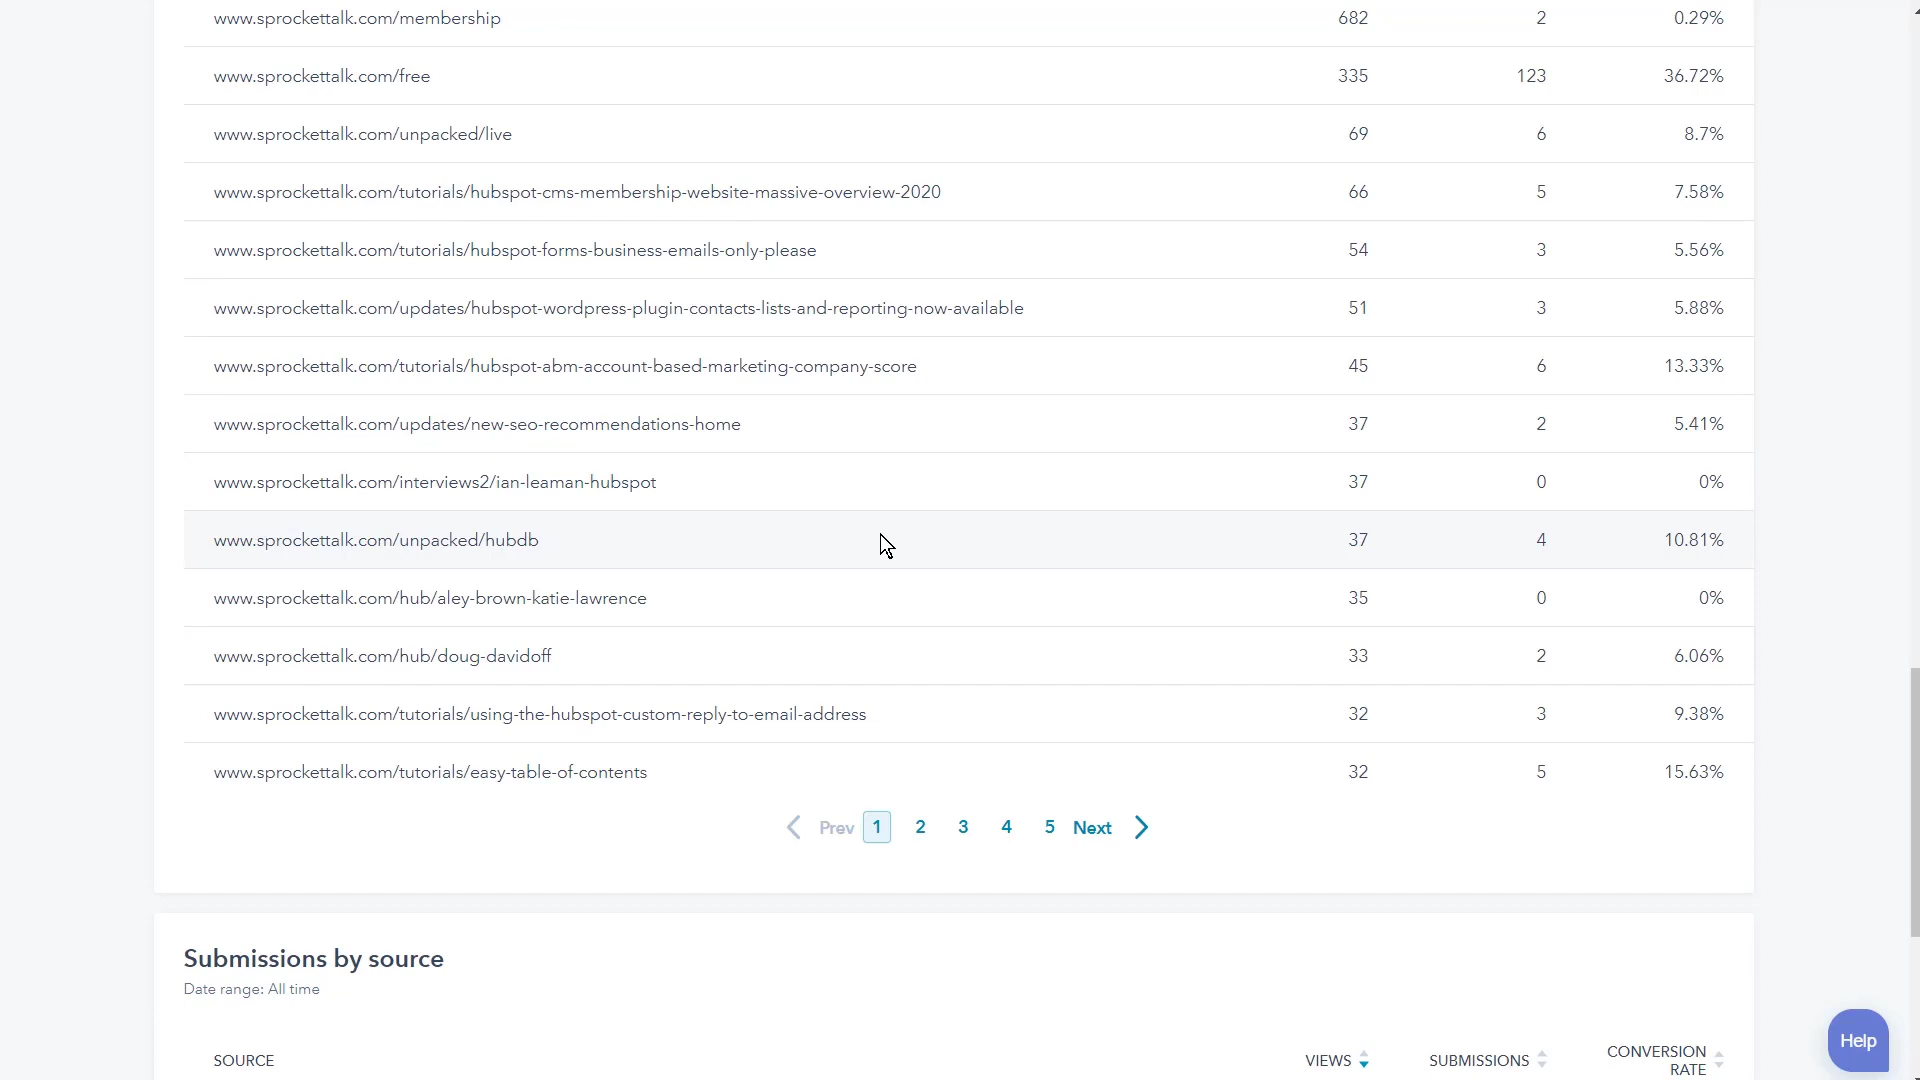 www.sprockettalk.com/membership 682 2 0.29%
www.sprockettalk.com/free 335 123 36.72%
www.sprockettalk.com/unpacked/live 69 6 8.7%
www.sprockettalk.com/tutorials/hubspot-cms-membership-website-massive-overview-2020 66 5 7.58%
www.sprockettalk.com/tutorials/hubspot-forms-business-emails-only-please 54 3 5.56%
www.sprockettalk.com/updates/hubspot-wordpress-plugin-contacts-lists-and-reporting-now-available 51 3 5.88%
www.sprockettalk.com/tutorials/hubspot-abm-account-based-marketing-company-score 45 6 13.33%
www.sprockettalk.com/updates/new-seo-recommendations-home 37 2 5.41%
www.sprockettalk.com/interviews2/ian-leaman-hubspot 37 0 0%
www.sprockettalk.com/unpacked/hubdb 37 4 10.81%
www.sprockettalk.com/hub/aley-brown-katie-lawrence 35 0 0%
www.sprockettalk.com/hub/doug-davidoff 33 2 6.06%
www.sprockettalk.com/tutorials/using-the-hubspot-custom-reply-to-email-address 32 3 9.38%
www.sprockettalk.com/tutorials/easy-table-of-contents 32 5 15.63%
Prev 1 2 3 4 5 Next
Submissions by source
Date range: All time
SOURCE VIEWS SUBMISSIONS CONVERSION
RATE
Help